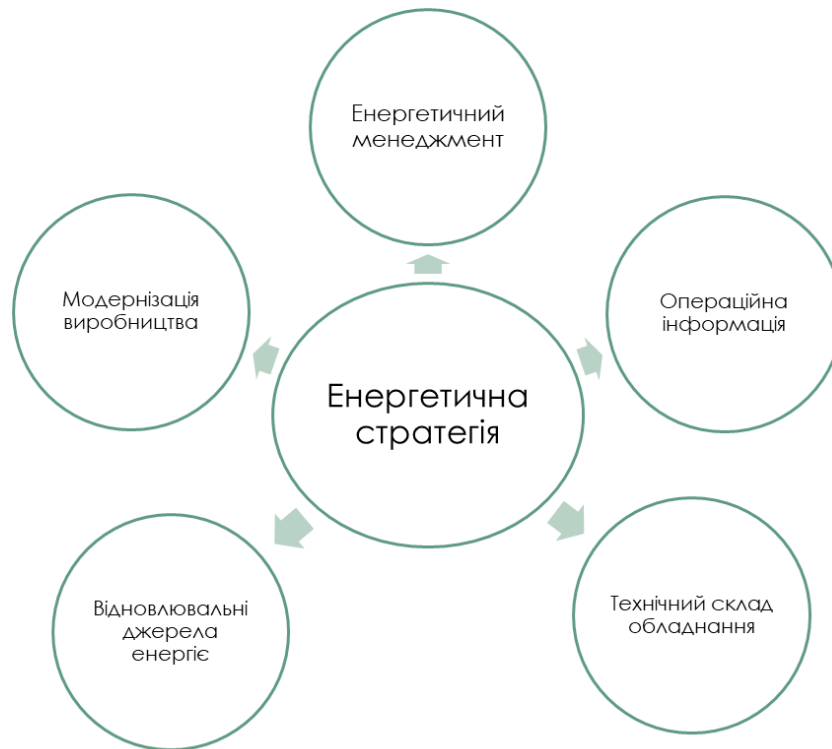 Енергетичний
менеджмент
Модернізація
виробництва
Операційна
інформація
Енергетична
стратегія
Відновлювальні
джерела
енергіє
Технічний склад
обладнання